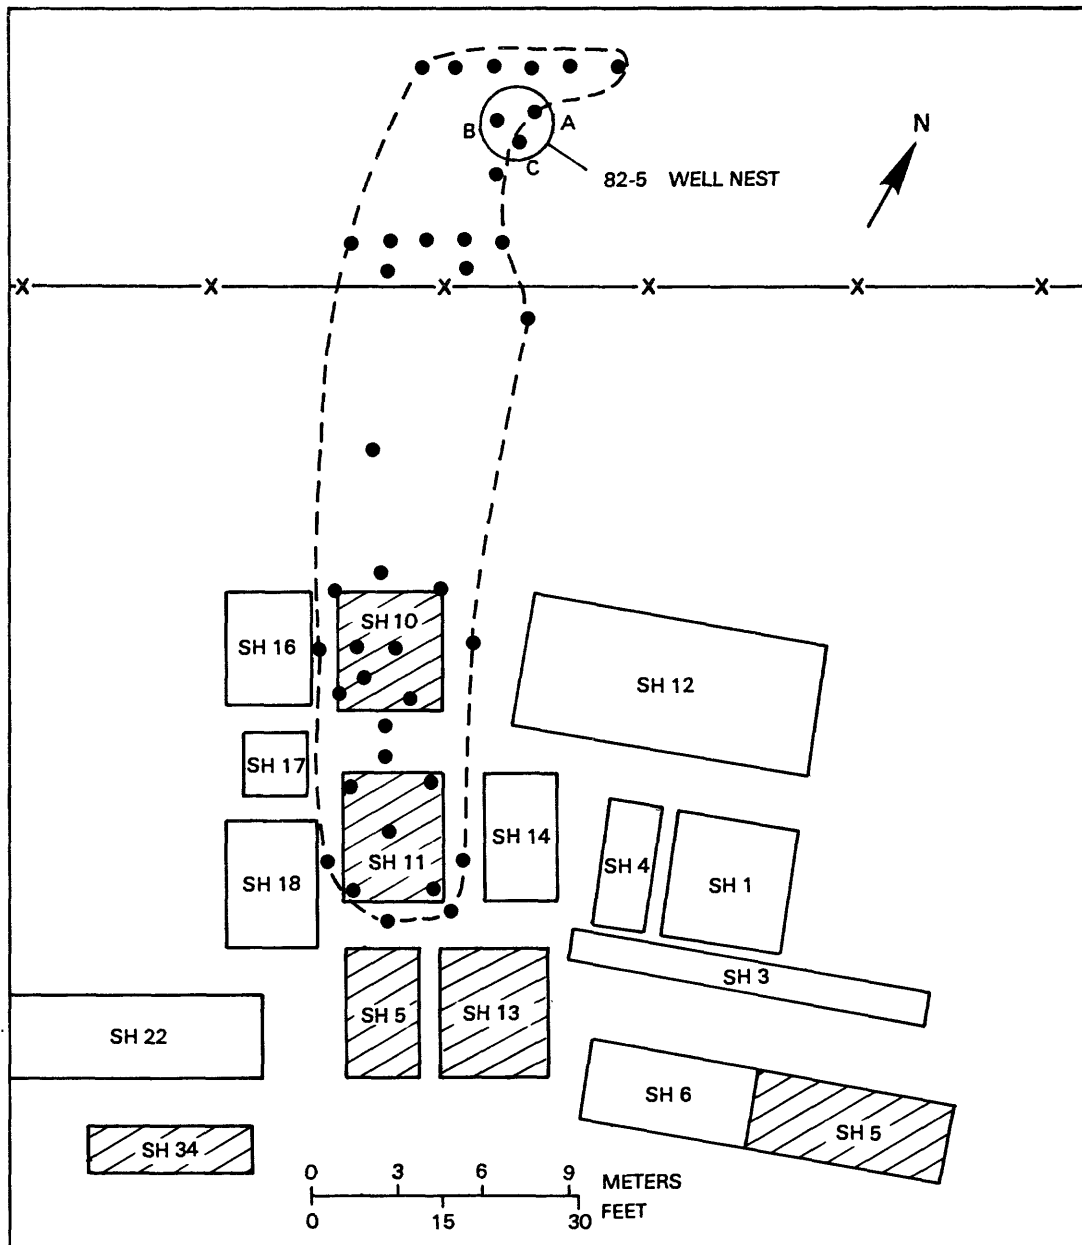 N
B
A
C
82-5 WELL NEST
X X X X X X
SH 10
SH 16
SH 12
SH 17
SH 11
SH 14
SH 4
SH 18
SH 1
SH 3
SH 5
SH 13
SH 22
SH 6
SH 5
SH 34
0 3 6 9 METERS
0 15 30 FEET